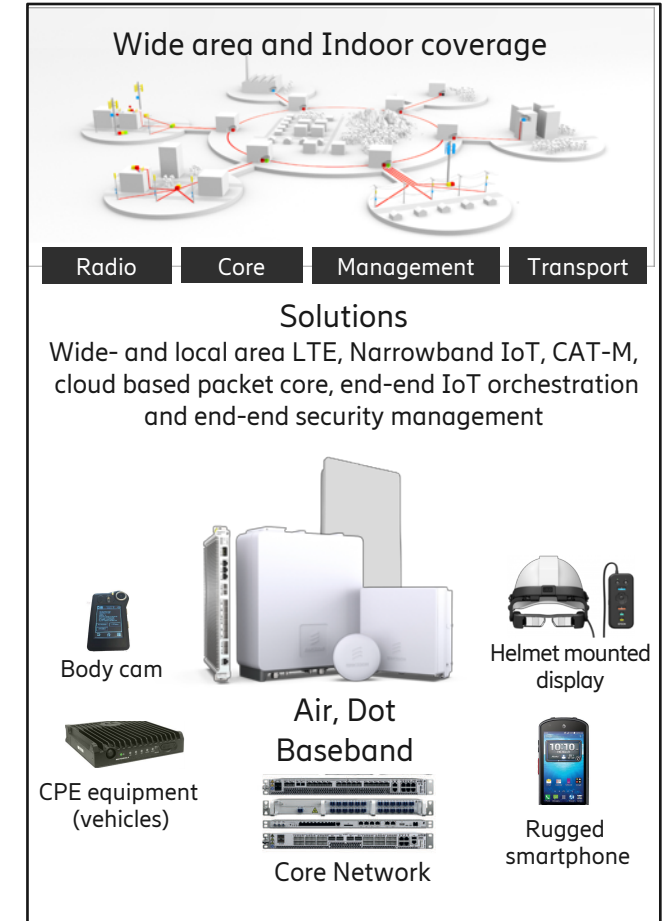 Wide area and Indoor coverage
Radio
Core
Management
Transport
Solutions
Wide- and local area LTE, Narrowband IoT, CAT-M,
cloud based packet core, end-end IoT orchestration
and end-end security management
Body cam
Helmet mounted
display
Air, Dot
Baseband
CPE equipment
(vehicles)
10:10
Rugged
smartphone
Core Network